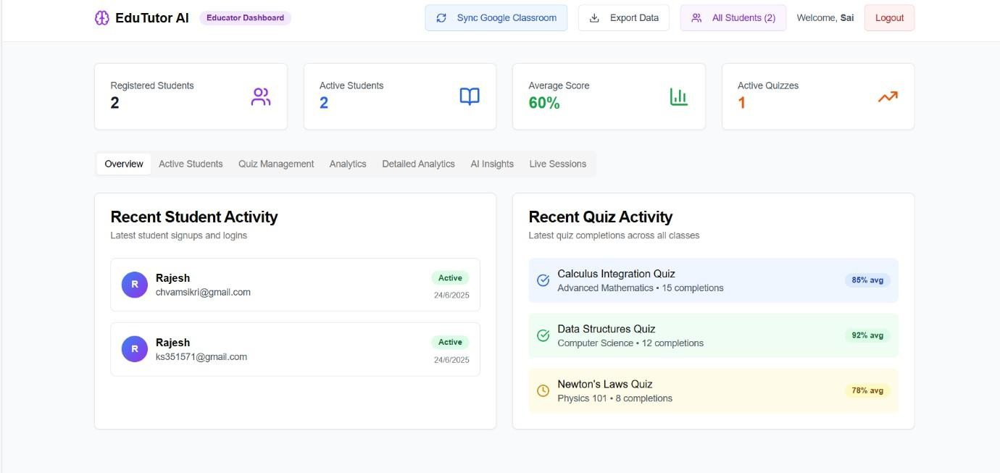 EduTutor AI Educator Dashboard Sync Google Classroom Export Data All Students (2) Welcome, Sai Logout
Registered Students
2
Active Students
2
Average Score
60%
Active Quizzes
1
Overview Active Students Quiz Management Analytics Detailed Analytics AI Insights Live Sessions
Recent Student Activity
Latest student signups and logins
R
Rajesh
chvamsikri@gmail.com
Active
24/6/2025
R
Rajesh
ks351571@gmail.com
Active
24/6/2025
Recent Quiz Activity
Latest quiz completions across all classes
Calculus Integration Quiz
Advanced Mathematics • 15 completions
85% avg
Data Structures Quiz
Computer Science • 12 completions
92% avg
Newton's Laws Quiz
Physics 101 • 8 completions
78% avg